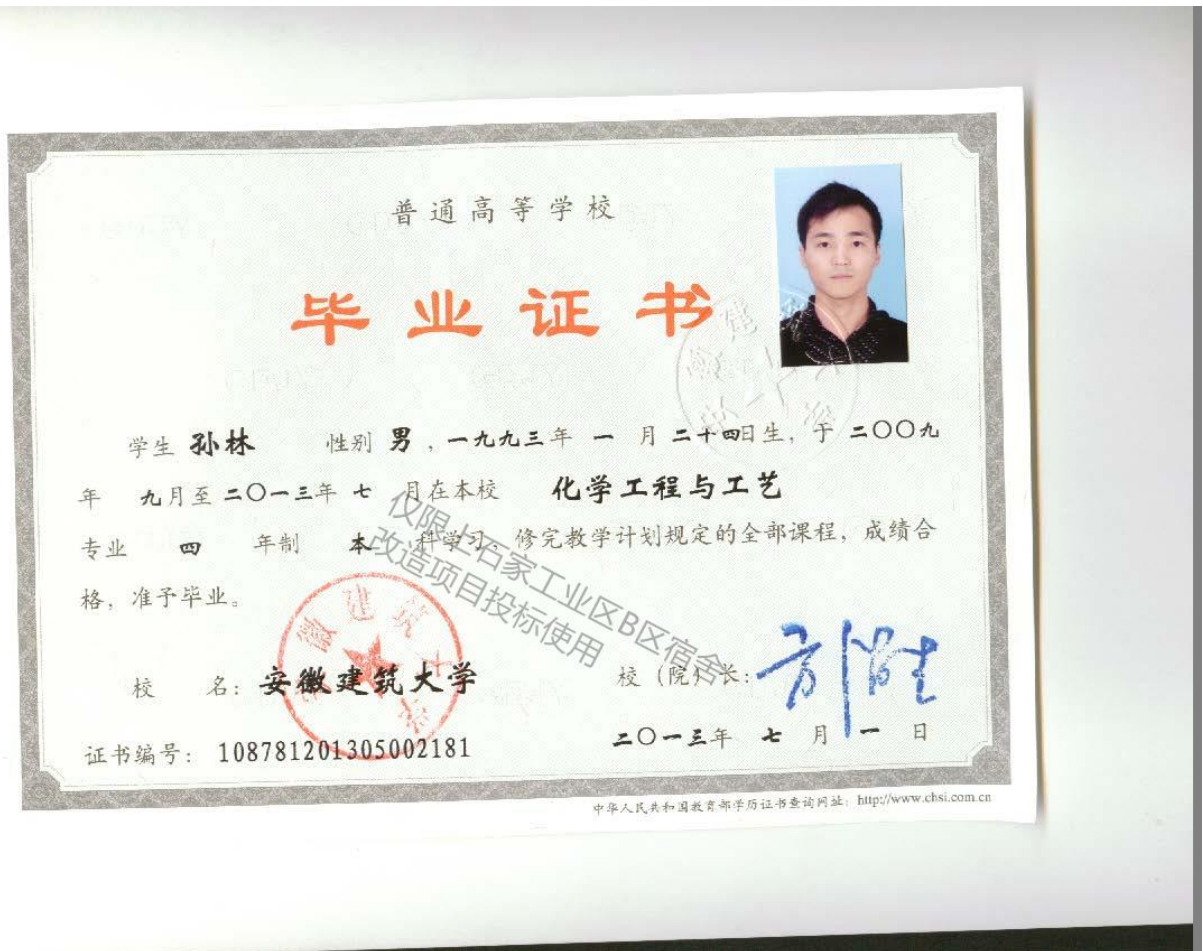 普通高等学校
毕业证书
学生 孙林 性别 男 ，一九九三年 一 月 二十四日生，于 二〇〇九
年 九月至二〇一三年 七 月在本校 化学工程与工艺
专业 四 年制 本 科学习，修完教学计划规定的全部课程，成绩合
格，准予毕业。
仅限上石家工业区B区宿舍
改造项目投标使用
校 名：安徽建筑大学
校（院）长：
证书编号： 108781201305002181
二〇一三年 七 月 一 日
中华人民共和国教育部学历证书查询网址：http://www.chsi.com.cn
安徽建筑大学